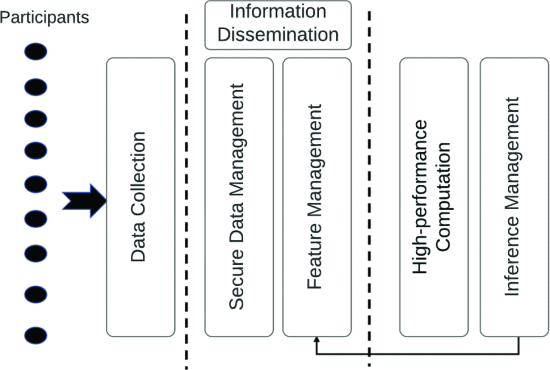 Participants
Information
Dissemination
Data Collection
Secure Data Management
Feature Management
High-performance
Computation
Inference Management